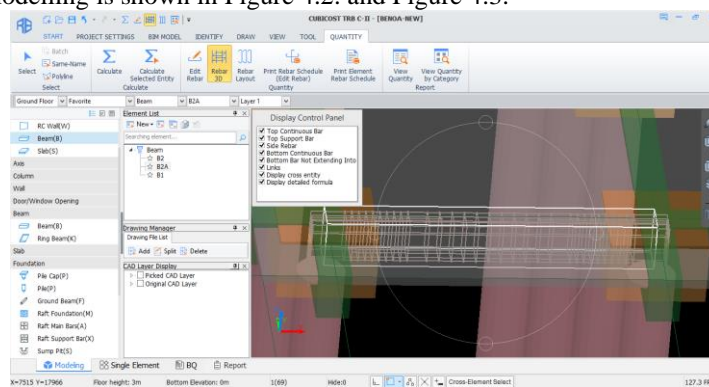 modelling is shown in Figure 4.2. and Figure 4.3.
CUBICOST TRB C-II - [BENOA-NEW]
START PROJECT SETTINGS BIM MODEL IDENTIFY DRAW VIEW TOOL QUANTITY
Select
Batch
Same-Name
Polyline
Select
Calculate
Calculate Selected Entity
Calculate
Edit Rebar
Rebar 3D
Rebar Layout
Print Rebar Schedule (Edit Rebar)
Print Element Rebar Schedule
Quantity
View Quantity
View Quantity by Category
Report
Ground Floor Favorite Beam B2A Layer 1
RC Wall(W)
Beam(B)
Slab(S)
Axis
Column
Wall
Door/Window Opening
Beam
Beam(B)
Ring Beam(K)
Slab
Foundation
Pile Cap(P)
Pile(P)
Ground Beam(F)
Raft Foundation(M)
Raft Main Bars(A)
Raft Support Bar(X)
Sump Pit(S)
Element List
New
Searching element...
Beam
B2
B2A
B1
Drawing Manager
Drawing File List
Add Split Delete
CAD Layer Display
Picked CAD Layer
Original CAD Layer
Display Control Panel
Top Continuous Bar
Top Support Bar
Side Rebar
Bottom Continuous Bar
Bottom Bar Not Extending Into
Links
Display cross entity
Display detailed formula
Modeling Single Element BQ Report
X=7515 Y=17966 Floor height: 3m Bottom Elevation: 0m 1(69) Hide:0 Cross-Element Select 127.3